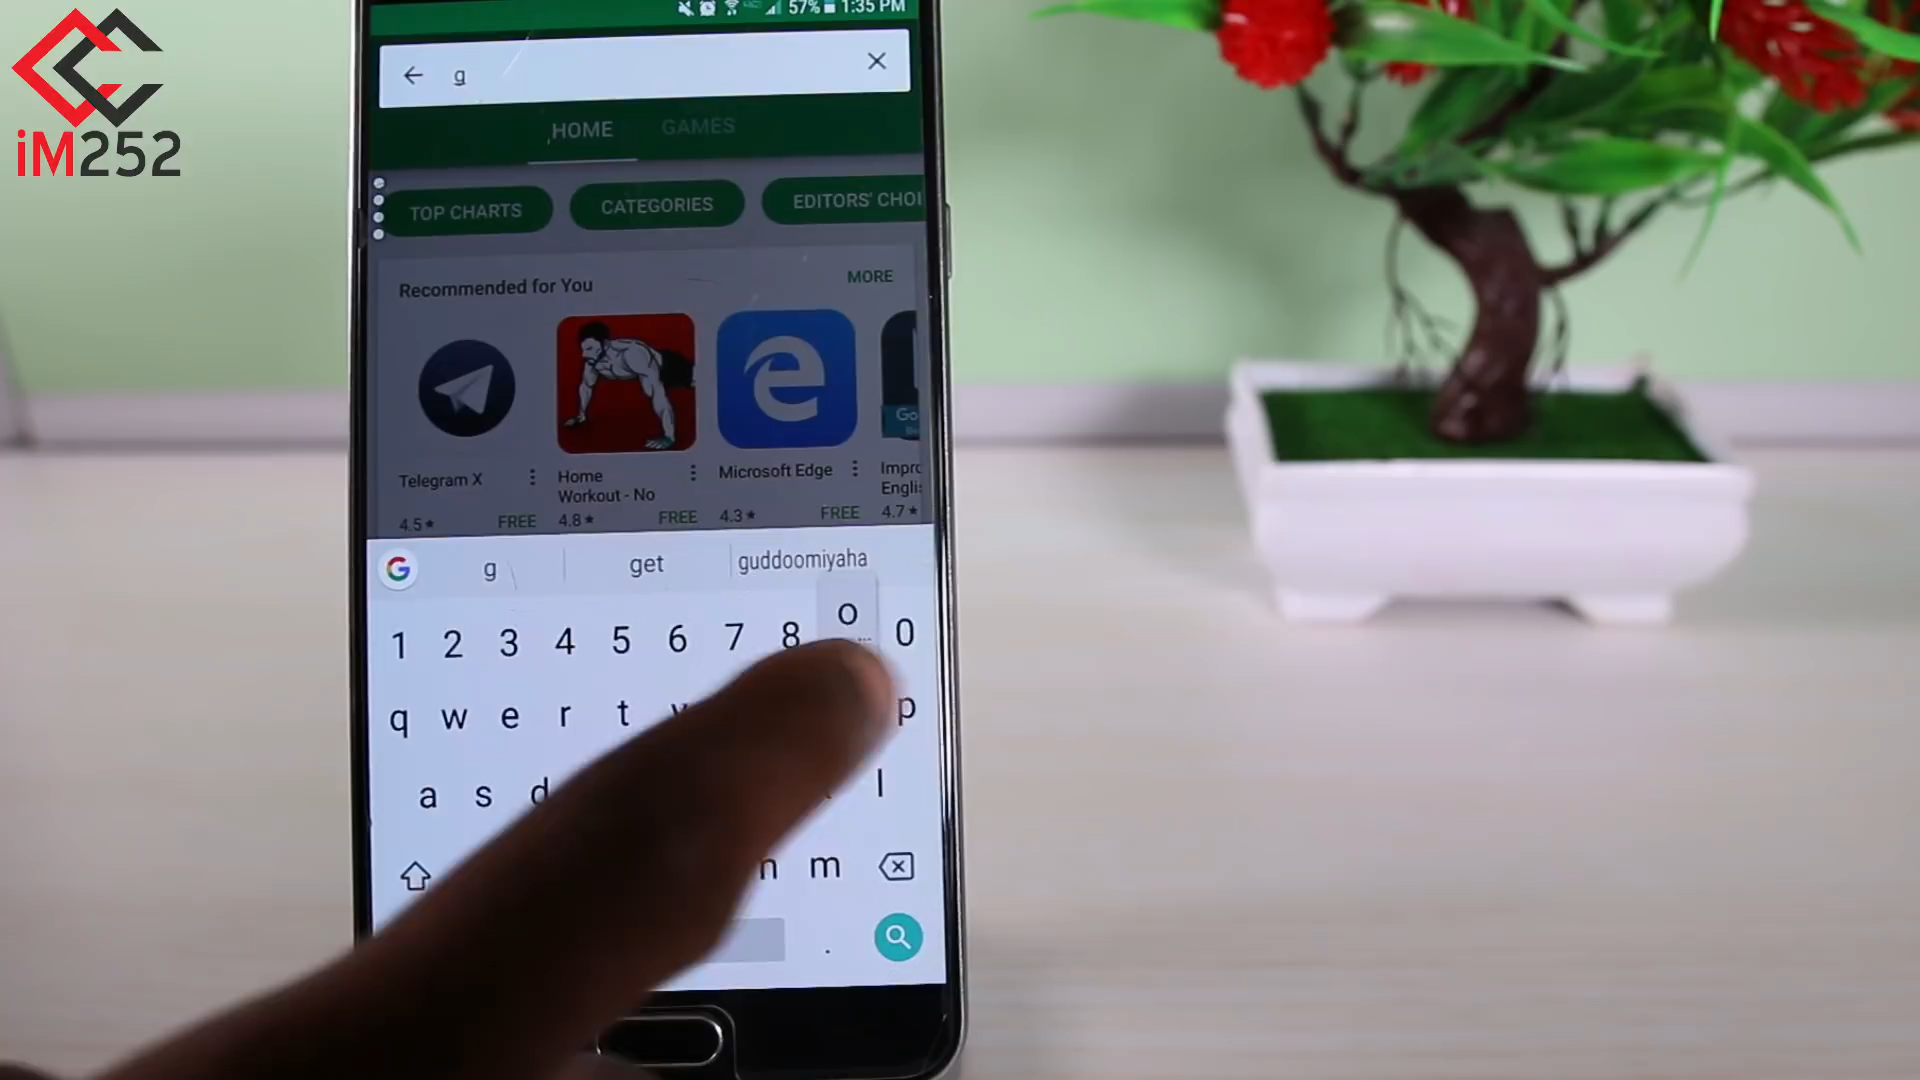 iM252
57% 1:35 PM
g
HOME GAMES
TOP CHARTS CATEGORIES EDITORS' CHOI
Recommended for You MORE
Telegram X
4.5★ FREE
Home
Workout - No
4.8★ FREE
Microsoft Edge
4.3★ FREE
Impro
Englis
4.7★
g get guddoomiyaha
o
1 2 3 4 5 6 7 8 0
q w e r t p
a s d l
m
.